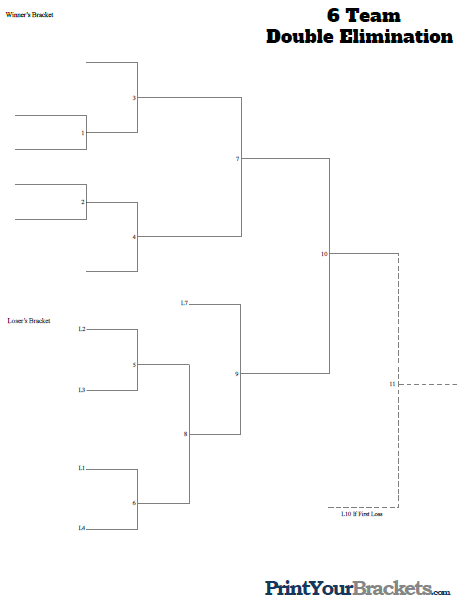 Winner's Bracket
6 Team
Double Elimination
3
1
7
2
4
10
L7
Loser's Bracket
L2
5
9
11
L3
8
L1
6
L10 If First Loss
L4
PrintYourBrackets.com